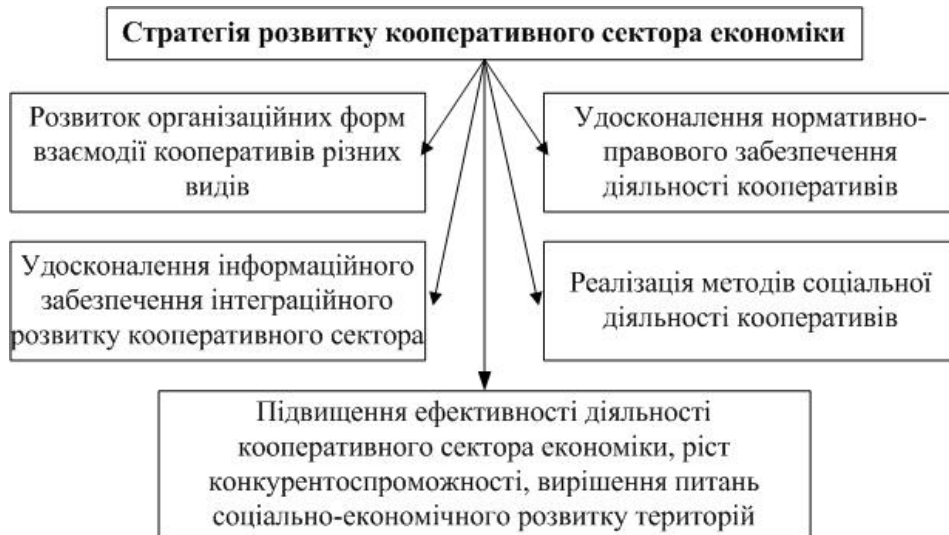 Стратегія розвитку кооперативного сектора економіки
Розвиток організаційних форм
взаємодії кооперативів різних
видів
Удосконалення нормативно-
правового забезпечення
діяльності кооперативів
Удосконалення інформаційного
забезпечення інтеграційного
розвитку кооперативного сектора
Реалізація методів соціальної
діяльності кооперативів
Підвищення ефективності діяльності
кооперативного сектора економіки, ріст
конкурентоспроможності, вирішення питань
соціально-економічного розвитку територій